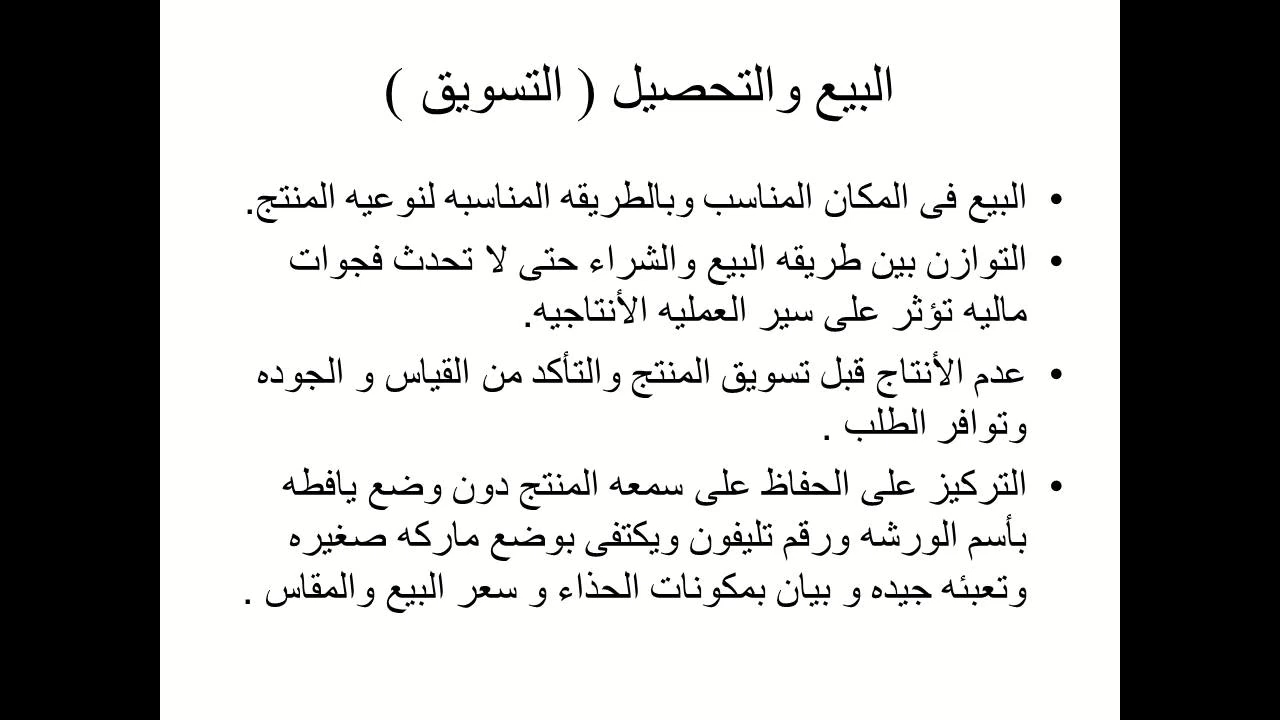 البيع والتحصيل ( التسويق )
• البيع فى المكان المناسب وبالطريقه المناسبه لنوعيه المنتج.
• التوازن بين طريقه البيع والشراء حتى لا تحدث فجوات
ماليه تؤثر على سير العمليه الأنتاجيه.
• عدم الأنتاج قبل تسويق المنتج والتأكد من القياس و الجوده
وتوافر الطلب .
• التركيز على الحفاظ على سمعه المنتج دون وضع يافطه
بأسم الورشه ورقم تليفون ويكتفى بوضع ماركه صغيره
وتعبئه جيده و بيان بمكونات الحذاء و سعر البيع والمقاس .